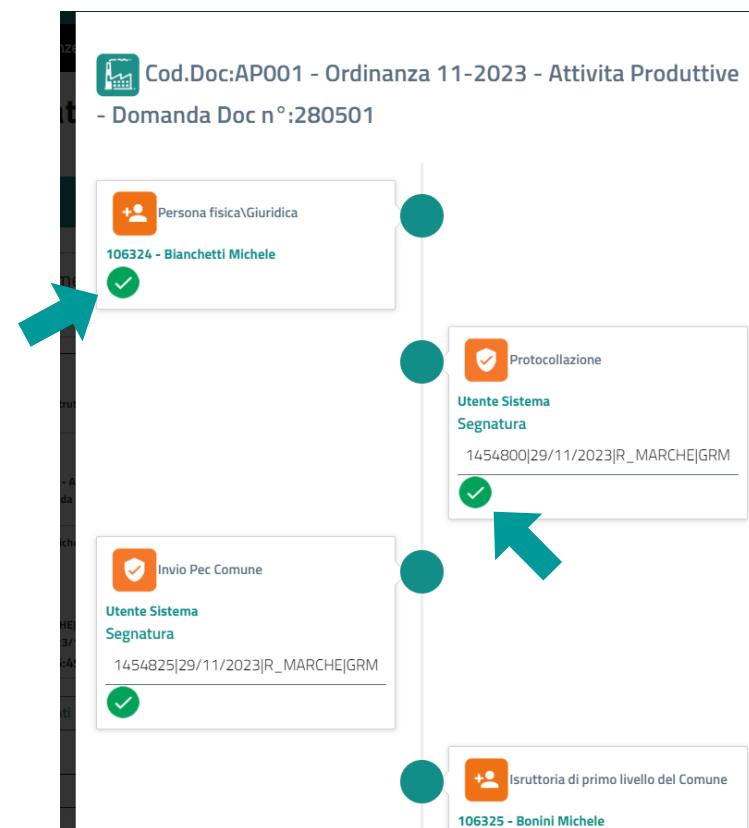 Cod.Doc:AP001 - Ordinanza 11-2023 - Attivita Produttive
- Domanda Doc n°:280501
Persona fisica\Giuridica
106324 - Bianchetti Michele
Protocollazione
Utente Sistema
Segnatura
1454800|29/11/2023|R_MARCHE|GRM
Invio Pec Comune
Utente Sistema
Segnatura
1454825|29/11/2023|R_MARCHE|GRM
Isruttoria di primo livello del Comune
106325 - Bonini Michele